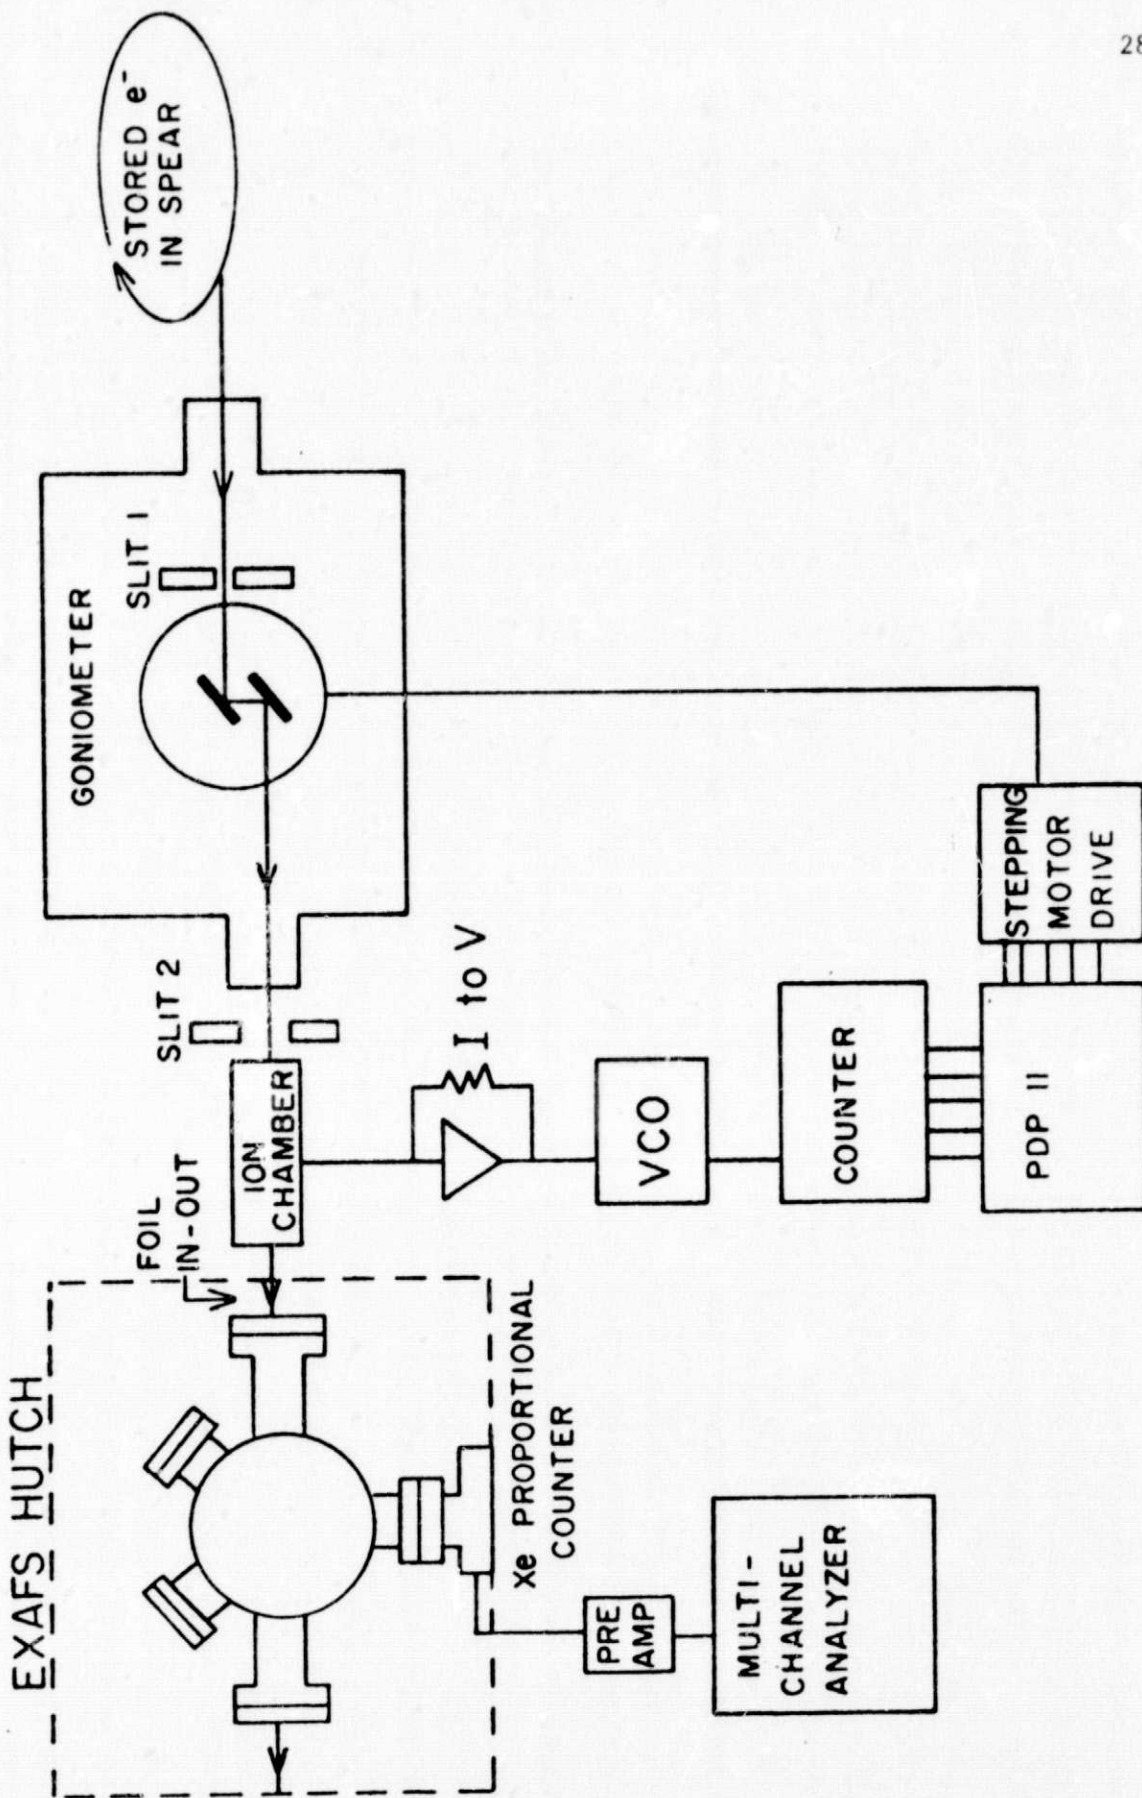 28
EXAFS HUTCH
FOIL
IN-OUT
ION
CHAMBER
SLIT 2
GONIOMETER
SLIT 1
STORED e⁻
IN SPEAR
Xe PROPORTIONAL
COUNTER
PRE
AMP
MULTI-
CHANNEL
ANALYZER
I to V
VCO
COUNTER
PDP 11
STEPPING
MOTOR
DRIVE